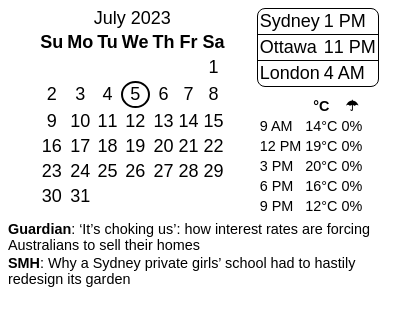 July 2023
Su Mo Tu We Th Fr Sa
1
2 3 4 5 6 7 8
9 10 11 12 13 14 15
16 17 18 19 20 21 22
23 24 25 26 27 28 29
30 31
Sydney 1 PM
Ottawa 11 PM
London 4 AM
°C ☂
9 AM 14°C 0%
12 PM 19°C 0%
3 PM 20°C 0%
6 PM 16°C 0%
9 PM 12°C 0%
Guardian: ‘It’s choking us’: how interest rates are forcing
Australians to sell their homes
SMH: Why a Sydney private girls’ school had to hastily
redesign its garden